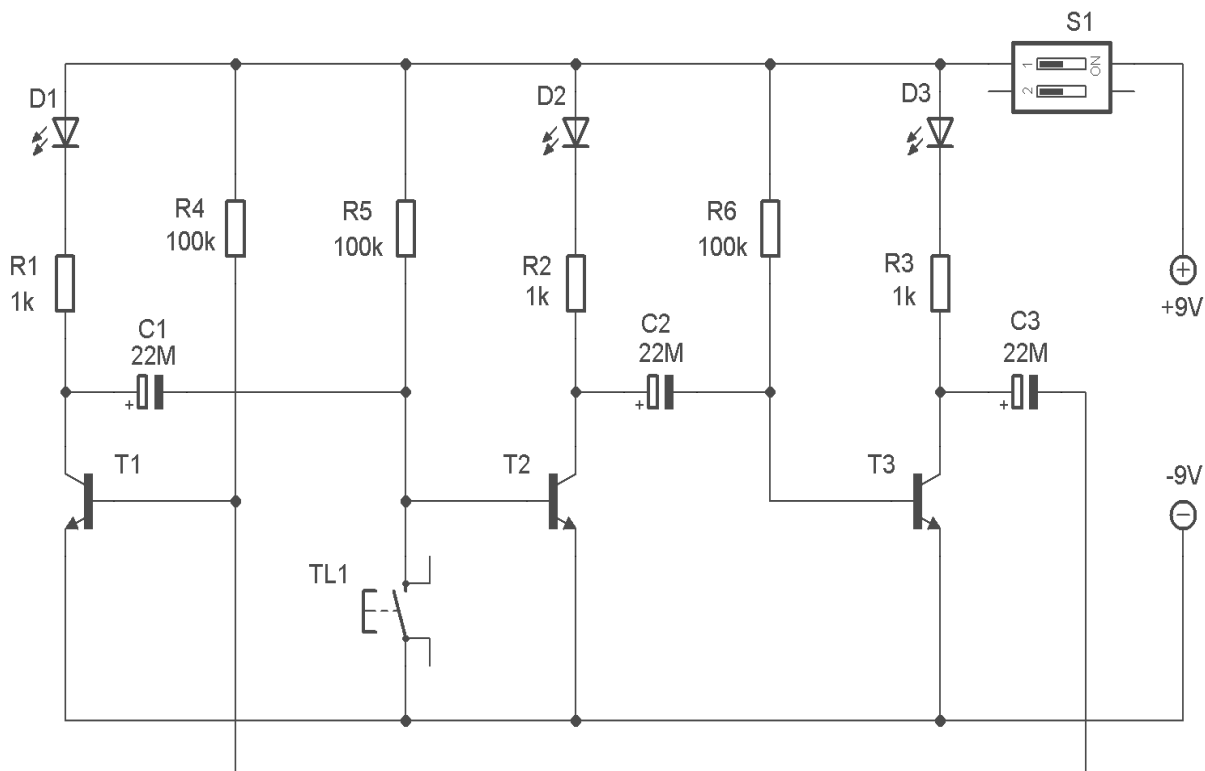 S1
1
ON
2
D1
D2
D3
R4
100k
R5
100k
R6
100k
R1
1k
R2
1k
R3
1k
+9V
C1
22M
+
C2
22M
+
C3
22M
+
T1
T2
T3
-9V
TL1